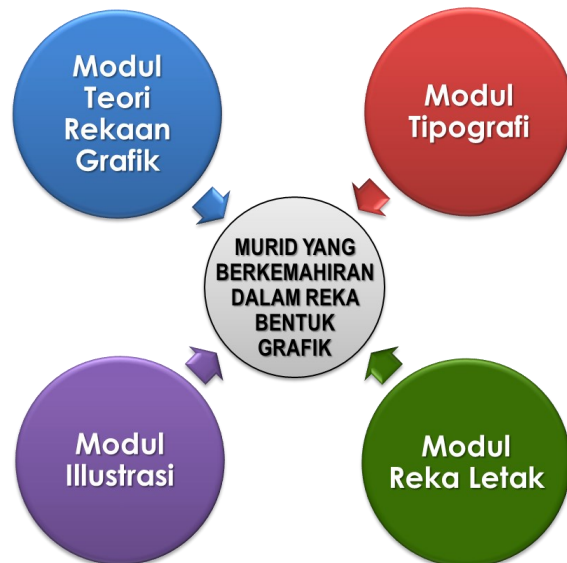 Modul
Teori
Rekaan
Grafik
Modul
Tipografi
MURID YANG
BERKEMAHIRAN
DALAM REKA
BENTUK
GRAFIK
Modul
Illustrasi
Modul
Reka Letak